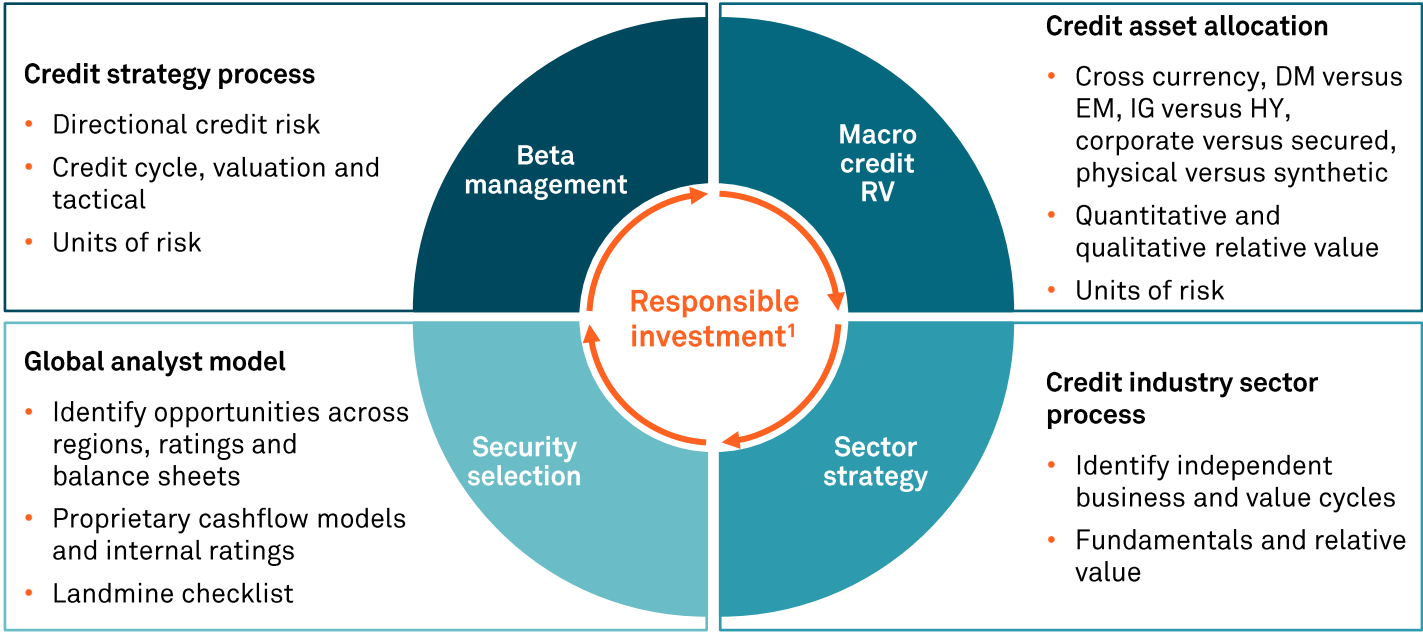 Credit strategy process
• Directional credit risk
• Credit cycle, valuation and
tactical
• Units of risk
Beta
management
Macro
credit
RV
Credit asset allocation
• Cross currency, DM versus
EM, IG versus HY,
corporate versus secured,
physical versus synthetic
• Quantitative and
qualitative relative value
• Units of risk
Responsible
investment¹
Global analyst model
• Identify opportunities across
regions, ratings and
balance sheets
• Proprietary cashflow models
and internal ratings
• Landmine checklist
Security
selection
Sector
strategy
Credit industry sector
process
• Identify independent
business and value cycles
• Fundamentals and relative
value